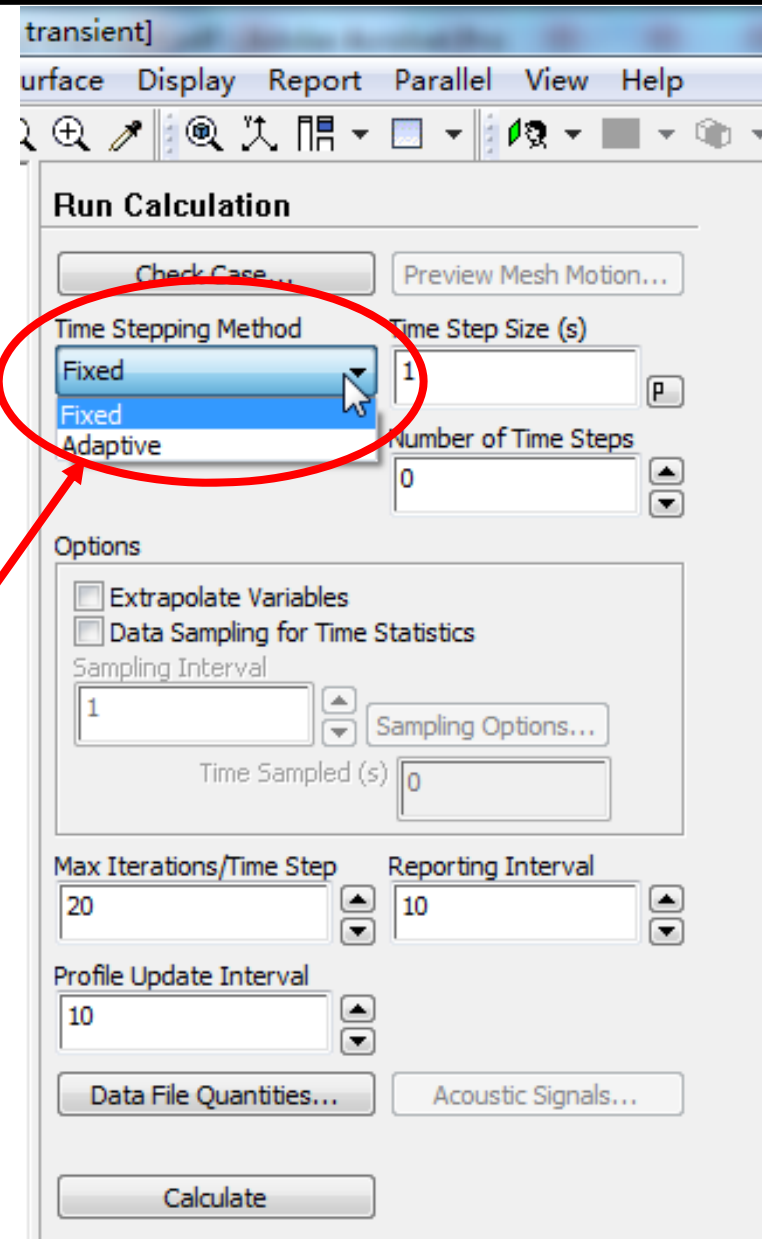 transient]
urface Display Report Parallel View Help
Run Calculation
Check Case... Preview Mesh Motion...
Time Stepping Method Time Step Size (s)
Fixed 1 P
Fixed
Adaptive Number of Time Steps
0
Options
Extrapolate Variables
Data Sampling for Time Statistics
Sampling Interval
1 Sampling Options...
Time Sampled (s) 0
Max Iterations/Time Step Reporting Interval
20 10
Profile Update Interval
10
Data File Quantities... Acoustic Signals...
Calculate